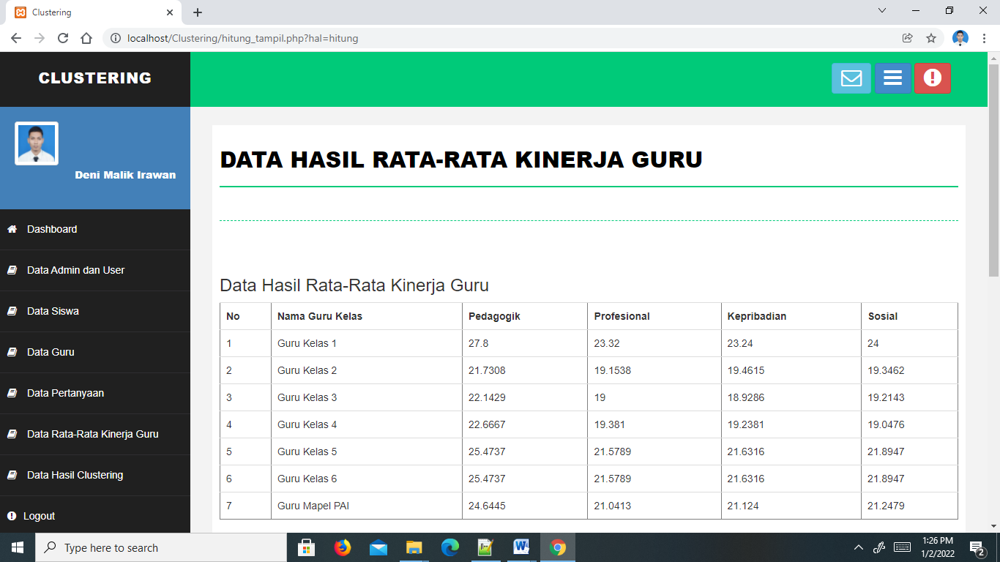 Clustering
localhost/Clustering/hitung_tampil.php?hal=hitung
CLUSTERING
Deni Malik Irawan
Dashboard
Data Admin dan User
Data Siswa
Data Guru
Data Pertanyaan
Data Rata-Rata Kinerja Guru
Data Hasil Clustering
Logout
DATA HASIL RATA-RATA KINERJA GURU
Data Hasil Rata-Rata Kinerja Guru
No Nama Guru Kelas Pedagogik Profesional Kepribadian Sosial
1 Guru Kelas 1 27.8 23.32 23.24 24
2 Guru Kelas 2 21.7308 19.1538 19.4615 19.3462
3 Guru Kelas 3 22.1429 19 18.9286 19.2143
4 Guru Kelas 4 22.6667 19.381 19.2381 19.0476
5 Guru Kelas 5 25.4737 21.5789 21.6316 21.8947
6 Guru Kelas 6 25.4737 21.5789 21.6316 21.8947
7 Guru Mapel PAI 24.6445 21.0413 21.124 21.2479
Type here to search
1:26 PM
1/2/2022
2